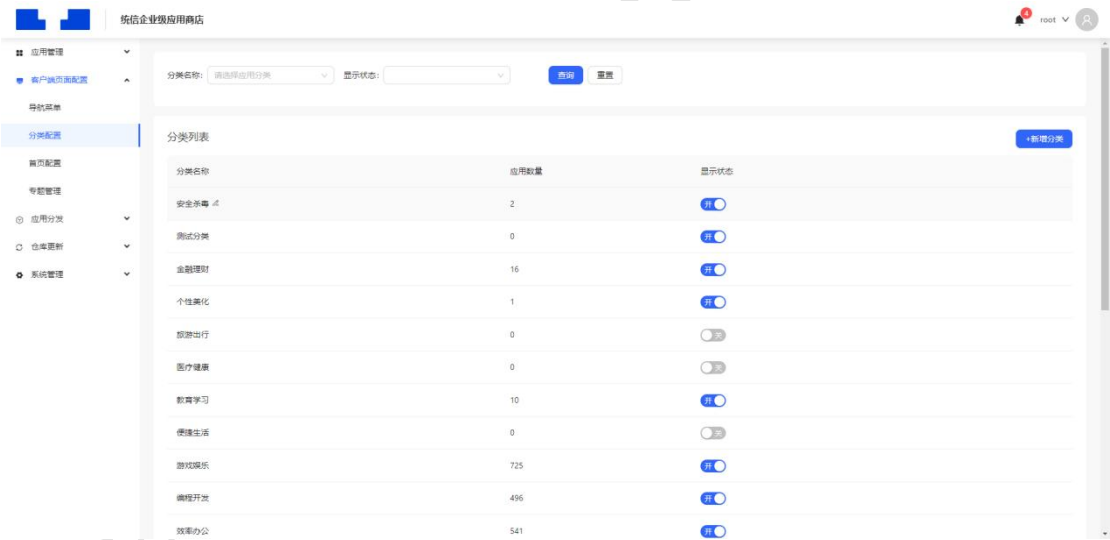 统信企业级应用商店
4
root
应用管理
客户端页面配置
导航菜单
分类配置
首页配置
专题管理
应用分发
仓库更新
系统管理
分类名称: 请选择应用分类 显示状态: 查询 重置
分类列表 +新增分类
分类名称 应用数量 显示状态
安全杀毒 2 开
测试分类 0 开
金融理财 16 开
个性美化 1 开
旅游出行 0 关
医疗健康 0 关
教育学习 10 开
便捷生活 0 关
游戏娱乐 725 开
编程开发 496 开
效率办公 541 开